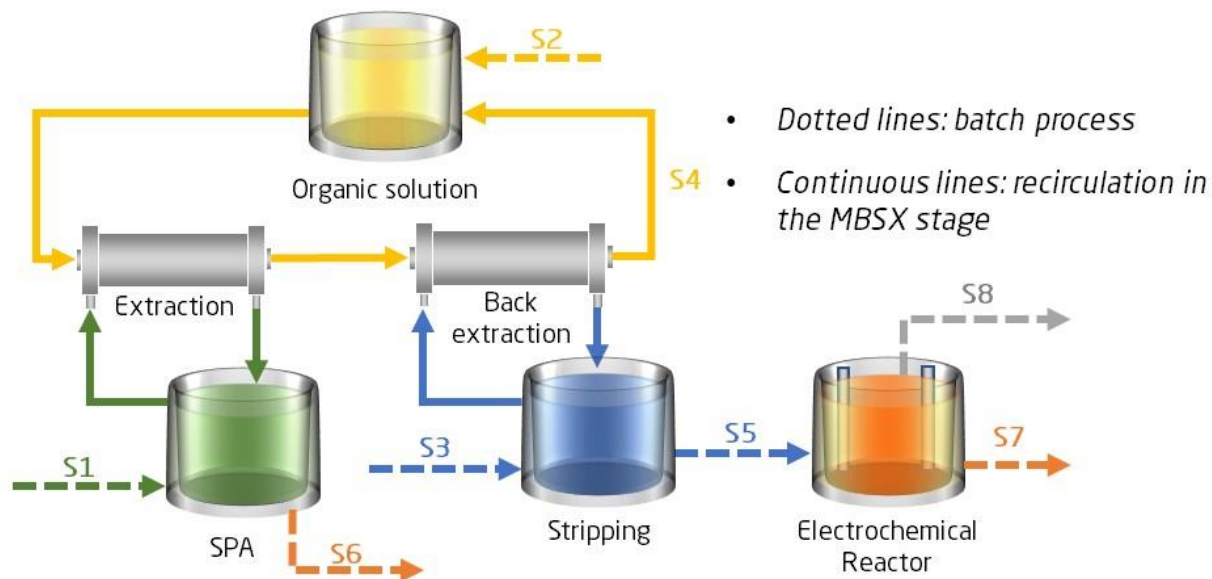 S2
• Dotted lines: batch process
Organic solution
S4
• Continuous lines: recirculation in
the MBSX stage
Extraction
Back
extraction
S8
S1
S3
S5
S7
SPA
S6
Stripping
Electrochemical
Reactor